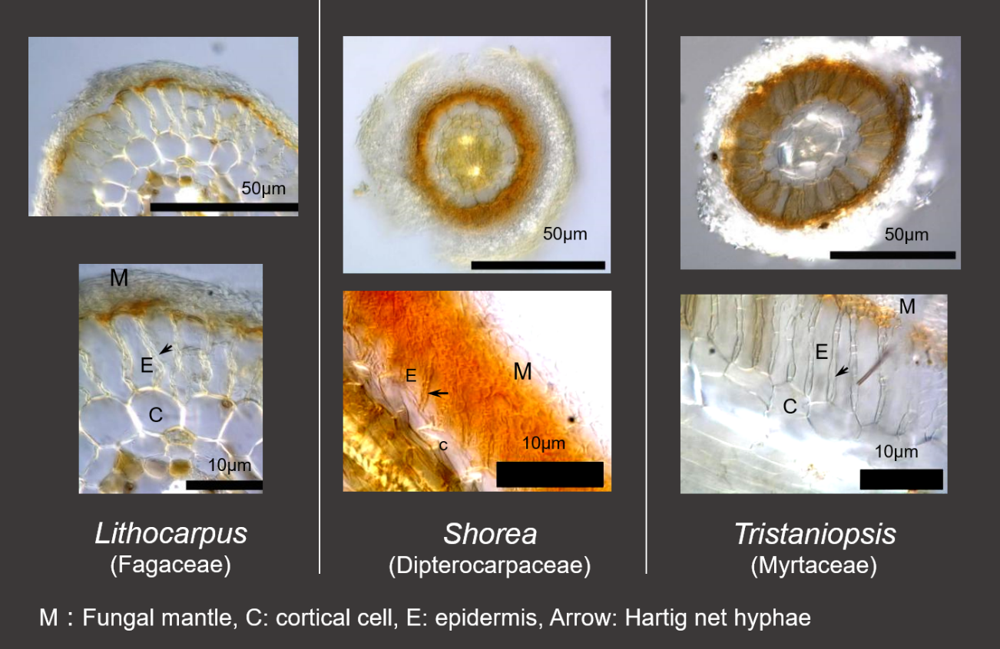 50µm
M
E
C
10µm
Lithocarpus
(Fagaceae)
50µm
E
M
c
10µm
Shorea
(Dipterocarpaceae)
50µm
M
E
C
10µm
Tristaniopsis
(Myrtaceae)
M : Fungal mantle, C: cortical cell, E: epidermis, Arrow: Hartig net hyphae